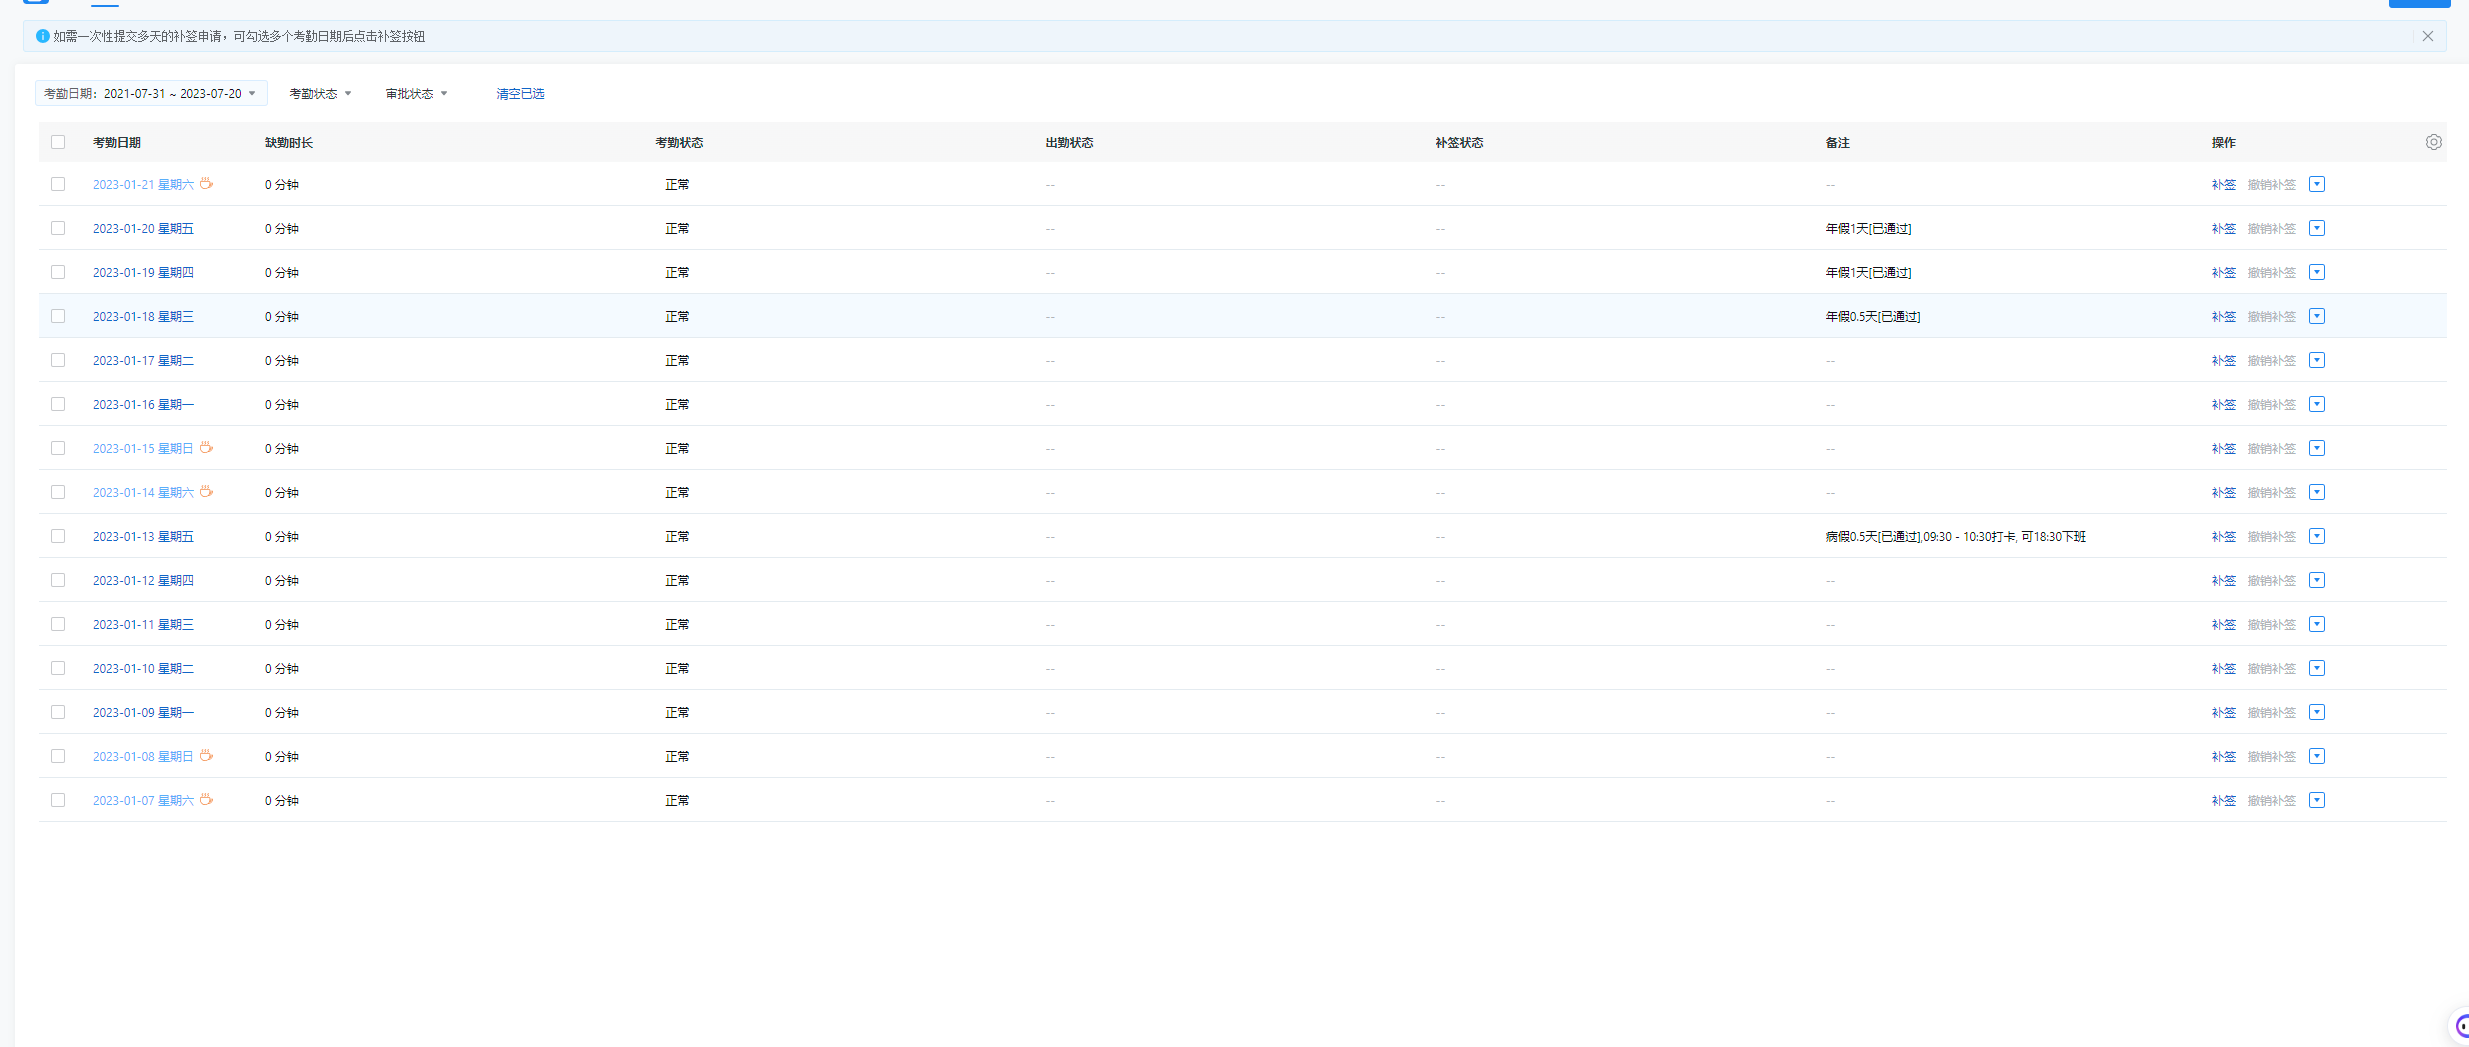 如需一次性提交多天的补签申请，可勾选多个考勤日期后点击补签按钮
考勤日期：2021-07-31 ~ 2023-07-20 考勤状态 审批状态 清空已选
考勤日期 缺勤时长 考勤状态 出勤状态 补签状态 备注 操作
2023-01-21 星期六 0 分钟 正常 -- -- -- 补签 撤销补签
2023-01-20 星期五 0 分钟 正常 -- -- 年假1天[已通过] 补签 撤销补签
2023-01-19 星期四 0 分钟 正常 -- -- 年假1天[已通过] 补签 撤销补签
2023-01-18 星期三 0 分钟 正常 -- -- 年假0.5天[已通过] 补签 撤销补签
2023-01-17 星期二 0 分钟 正常 -- -- -- 补签 撤销补签
2023-01-16 星期一 0 分钟 正常 -- -- -- 补签 撤销补签
2023-01-15 星期日 0 分钟 正常 -- -- -- 补签 撤销补签
2023-01-14 星期六 0 分钟 正常 -- -- -- 补签 撤销补签
2023-01-13 星期五 0 分钟 正常 -- -- 病假0.5天[已通过],09:30 - 10:30打卡, 可18:30下班 补签 撤销补签
2023-01-12 星期四 0 分钟 正常 -- -- -- 补签 撤销补签
2023-01-11 星期三 0 分钟 正常 -- -- -- 补签 撤销补签
2023-01-10 星期二 0 分钟 正常 -- -- -- 补签 撤销补签
2023-01-09 星期一 0 分钟 正常 -- -- -- 补签 撤销补签
2023-01-08 星期日 0 分钟 正常 -- -- -- 补签 撤销补签
2023-01-07 星期六 0 分钟 正常 -- -- -- 补签 撤销补签